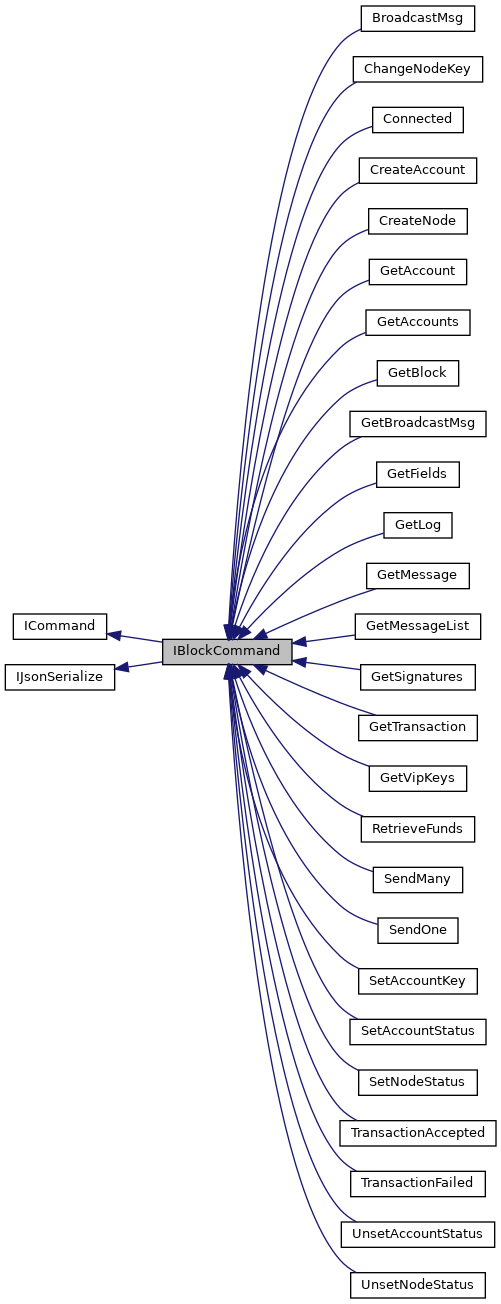 BroadcastMsg
ChangeNodeKey
Connected
CreateAccount
CreateNode
GetAccount
GetAccounts
GetBlock
GetBroadcastMsg
GetFields
GetLog
GetMessage
ICommand
GetMessageList
IBlockCommand
IJsonSerialize
GetSignatures
GetTransaction
GetVipKeys
RetrieveFunds
SendMany
SendOne
SetAccountKey
SetAccountStatus
SetNodeStatus
TransactionAccepted
TransactionFailed
UnsetAccountStatus
UnsetNodeStatus